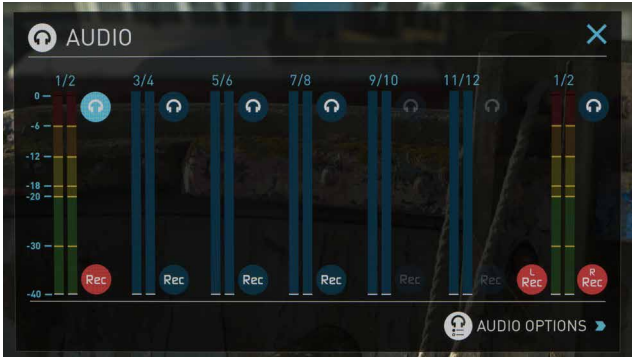 AUDIO
1/2 3/4 5/6 7/8 9/10 11/12 1/2
0
-6
-12
-18
-20
-30
-40
Rec Rec Rec Rec Rec Rec L Rec R Rec
AUDIO OPTIONS